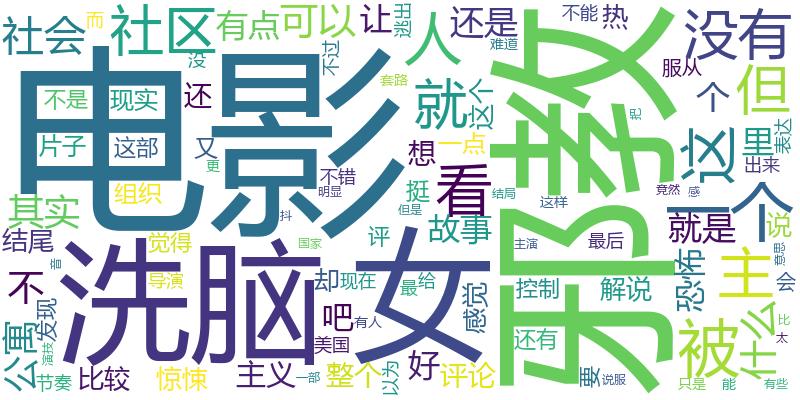 社会
而
社区
有点
可以
让
逃出
还是
不能
热
没有
人
难道
没
还
不过
套路
就
这个
服从
个
但
不是
现实
电影
邪教
把
这
里
表达
片子
这部
又
更
想
一点
看
出来
组织
不错
明显
挺
结局
竟然
感
一个
其实
抖
但是
故事
这样
就是
说
结尾
觉得
国家
评
主演
最后
恐怖
意思
不
音
导演
洗脑
却
现在
最
给
感觉
女
控制
解说
主
会
发现
公寓
吧
有人
美国
还有
被
什么
比
太
演技
节奏
比较
惊悚
主义
一部
整个
以为
好
评论
要
说服
只是
能
有些